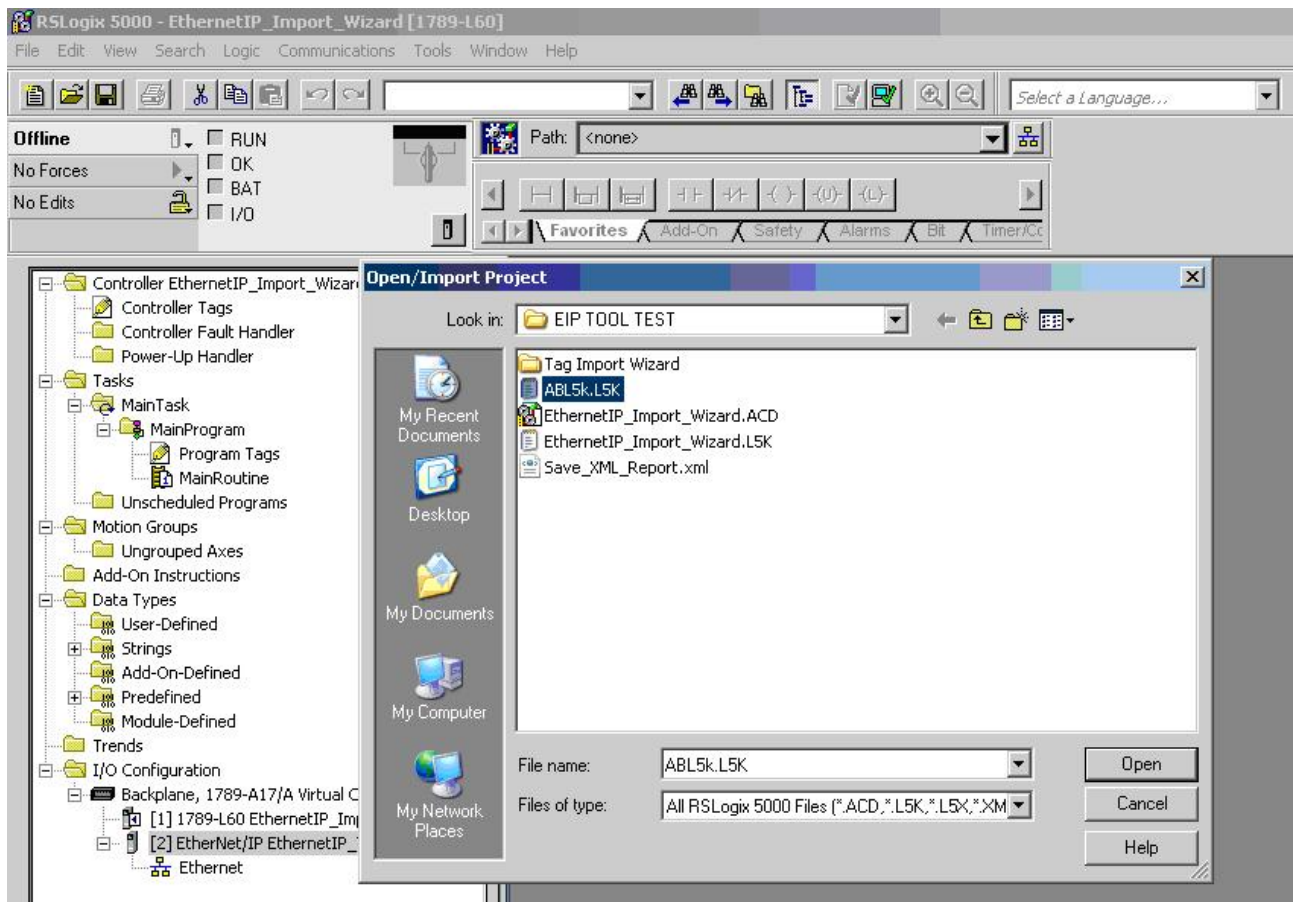 RSLogix 5000 - EthernetIP_Import_Wizard [1789-L60]
File Edit View Search Logic Communications Tools Window Help
Select a Language...
Offline
RUN
No Forces
OK
No Edits
BAT
I/O
Path: <none>
Favorites Add-On Safety Alarms Bit Timer/Cc
Controller EthernetIP_Import_Wizar
Controller Tags
Controller Fault Handler
Power-Up Handler
Tasks
MainTask
MainProgram
Program Tags
MainRoutine
Unscheduled Programs
Motion Groups
Ungrouped Axes
Add-On Instructions
Data Types
User-Defined
Strings
Add-On-Defined
Predefined
Module-Defined
Trends
I/O Configuration
Backplane, 1789-A17/A Virtual C
[1] 1789-L60 EthernetIP_Im
[2] EtherNet/IP EthernetIP_
Ethernet
Open/Import Project
Look in: EIP TOOL TEST
My Recent
Documents
Desktop
My Documents
My Computer
My Network
Places
Tag Import Wizard
ABL5k.L5K
EthernetIP_Import_Wizard.ACD
EthernetIP_Import_Wizard.L5K
Save_XML_Report.xml
File name: ABL5k.L5K Open
Files of type: All RSLogix 5000 Files (*.ACD,*.L5K,*.L5X,*.XM Cancel
Help